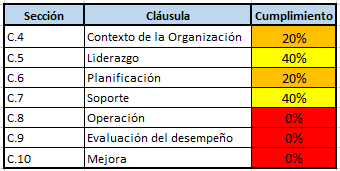 Sección Cláusula Cumplimiento
C.4 Contexto de la Organización 20%
C.5 Liderazgo 40%
C.6 Planificación 20%
C.7 Soporte 40%
C.8 Operación 0%
C.9 Evaluación del desempeño 0%
C.10 Mejora 0%